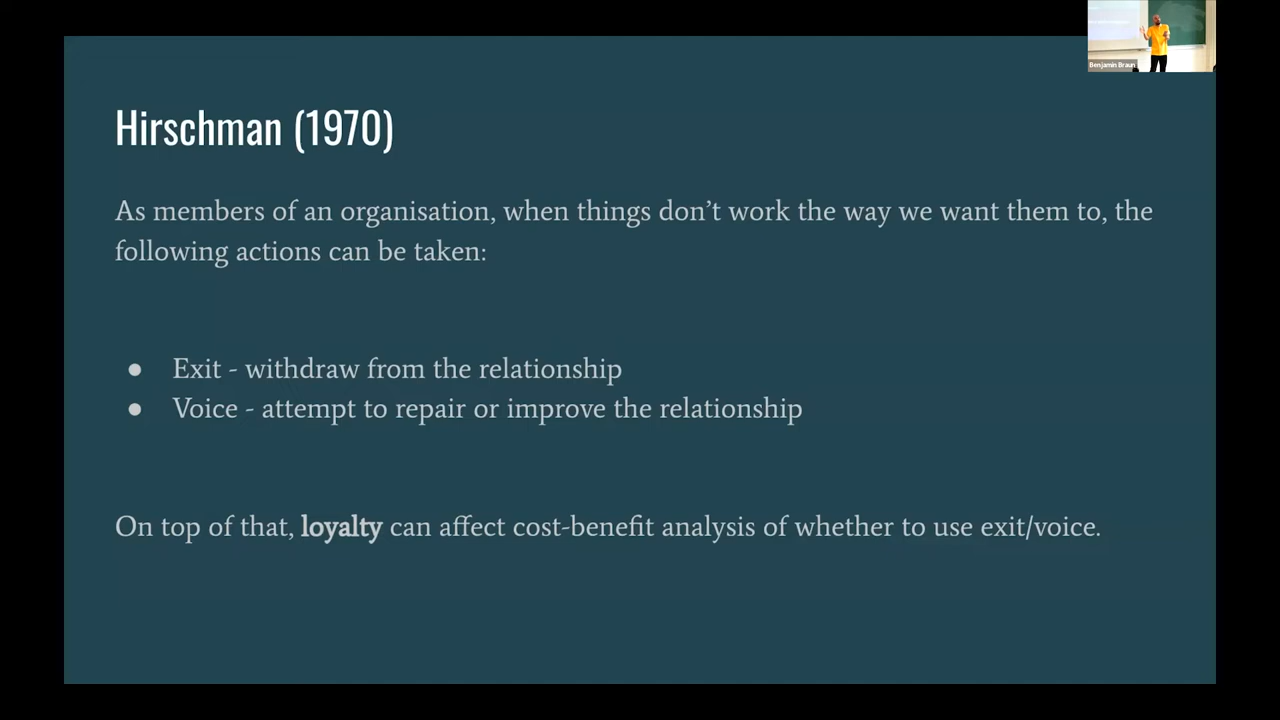 Benjamin Braun
Hirschman (1970)
As members of an organisation, when things don’t work the way we want them to, the
following actions can be taken:
● Exit - withdraw from the relationship
● Voice - attempt to repair or improve the relationship
On top of that, loyalty can affect cost-benefit analysis of whether to use exit/voice.